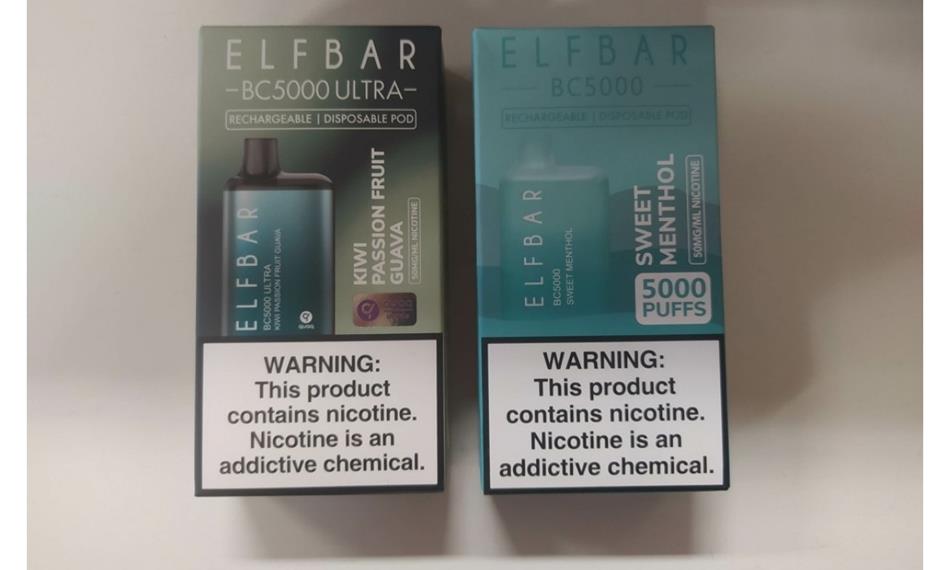 ELFBAR
BC5000 ULTRA
RECHARGEABLE | DISPOSABLE POD
KIWI
PASSION FRUIT
GUAVA
50MG/ML NICOTINE
ELFBAR
BC5000 ULTRA
KIWI PASSION FRUIT GUAVA
QUAQ
WARNING:
This product
contains nicotine.
Nicotine is an
addictive chemical.
ELFBAR
BC5000
RECHARGEABLE | DISPOSABLE POD
SWEET
MENTHOL
50MG/ML NICOTINE
ELFBAR
BC5000
SWEET MENTHOL
5000
PUFFS
WARNING:
This product
contains nicotine.
Nicotine is an
addictive chemical.